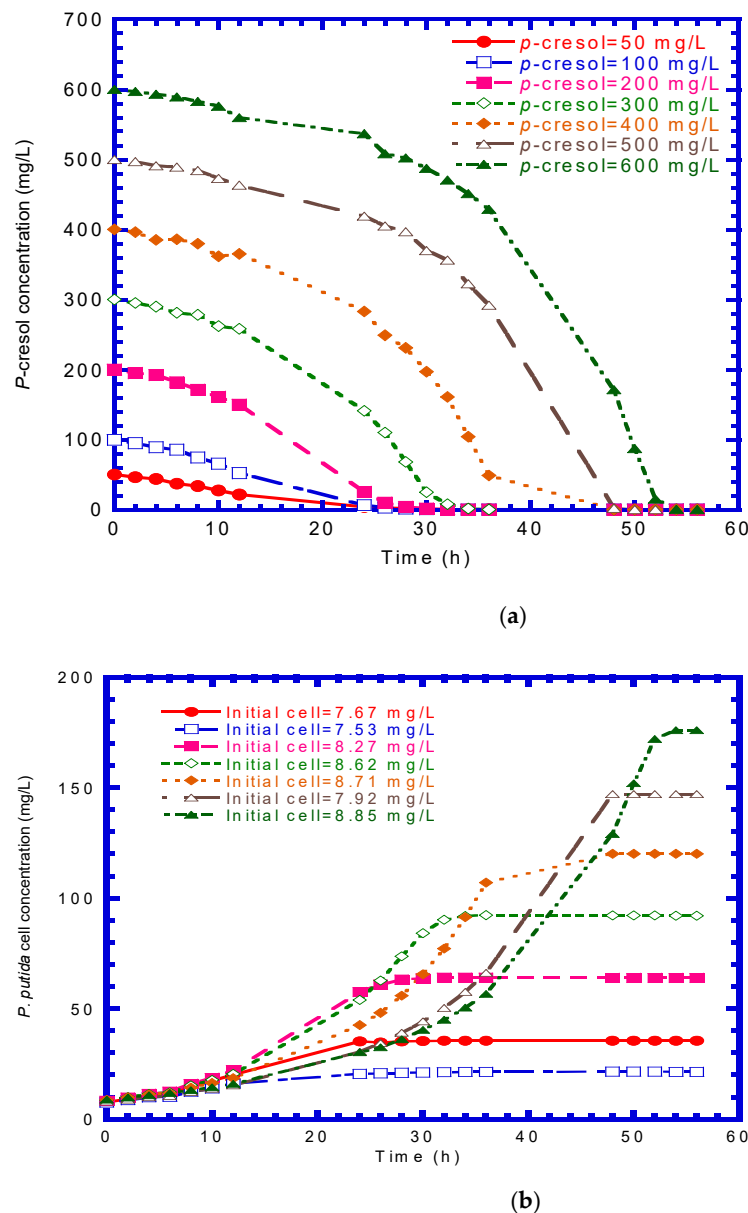 700
600
500
400
300
200
100
0
P-cresol concentration (mg/L)
p-cresol=50 mg/L
p-cresol=100 mg/L
p-cresol=200 mg/L
p-cresol=300 mg/L
p-cresol=400 mg/L
p-cresol=500 mg/L
p-cresol=600 mg/L
0 10 20 30 40 50 60
Time (h)
(a)
200
150
100
50
0
P. putida cell concentration (mg/L)
Initial cell=7.67 mg/L
Initial cell=7.53 mg/L
Initial cell=8.27 mg/L
Initial cell=8.62 mg/L
Initial cell=8.71 mg/L
Initial cell=7.92 mg/L
Initial cell=8.85 mg/L
0 10 20 30 40 50 60
Time (h)
(b)